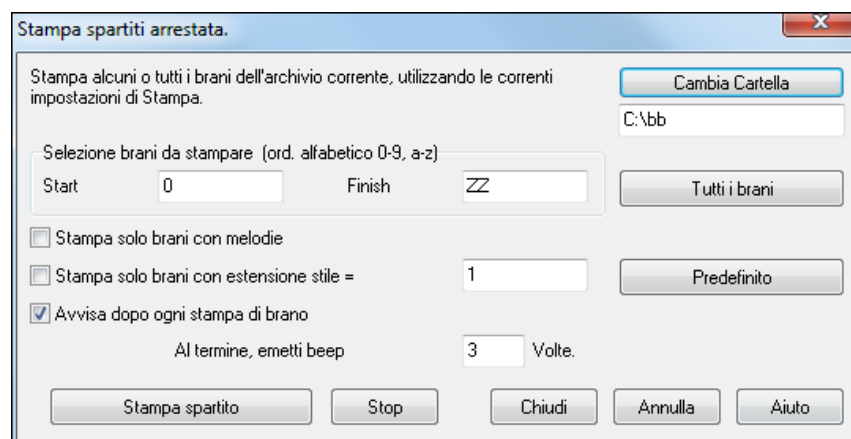 Stampa spartiti arrestata.
Stampa alcuni o tutti i brani dell'archivio corrente, utilizzando le correnti
impostazioni di Stampa.
Cambia Cartella
C:\bb
Selezione brani da stampare (ord. alfabetico 0-9, a-z)
Start 0 Finish ZZ
Tutti i brani
Stampa solo brani con melodie
Stampa solo brani con estensione stile = 1
Predefinito
Avvisa dopo ogni stampa di brano
Al termine, emetti beep 3 Volte.
Stampa spartito Stop Chiudi Annulla Aiuto